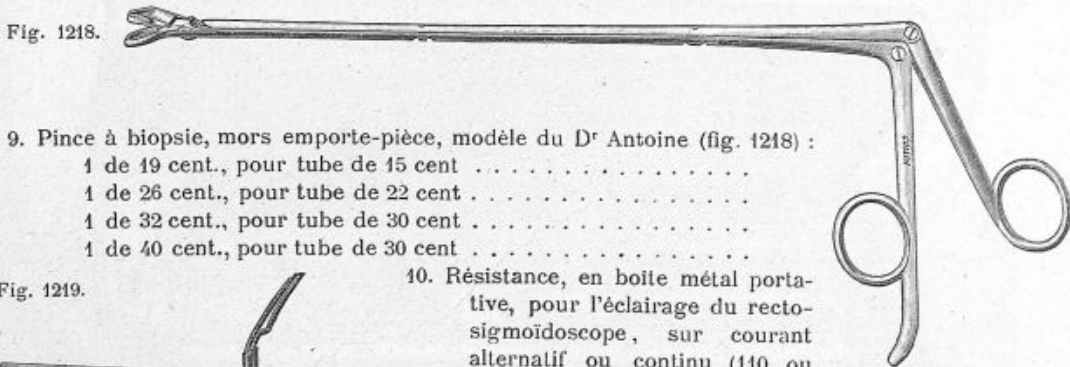 Fig. 1218.
9. Pince à biopsie, mors emporte-pièce, modèle du Dr Antoine (fig. 1218) :
1 de 19 cent., pour tube de 15 cent . . . . . . . . . . . . . . . . .
1 de 26 cent., pour tube de 22 cent . . . . . . . . . . . . . . . . .
1 de 32 cent., pour tube de 30 cent . . . . . . . . . . . . . . . . .
1 de 40 cent., pour tube de 30 cent . . . . . . . . . . . . . . . . .
Fig. 1219.
10. Résistance, en boîte métal porta-
tive, pour l'éclairage du recto-
sigmoïdoscope, sur courant
alternatif ou continu (110 ou